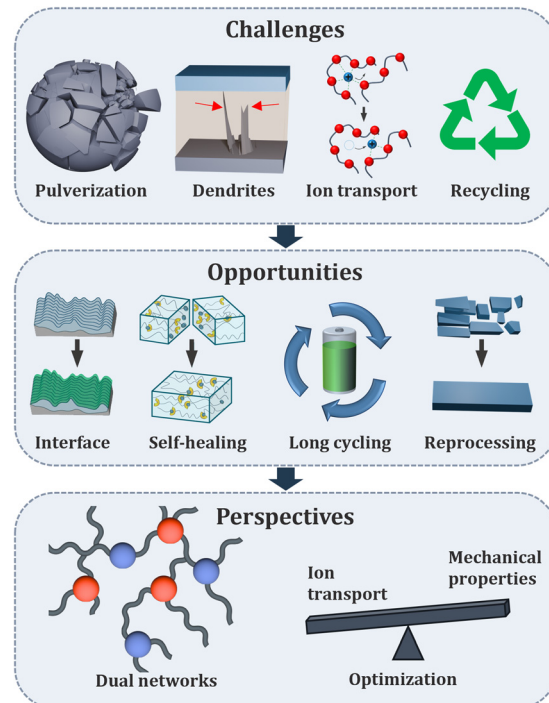 Challenges
Pulverization
Dendrites
Ion transport
Recycling
Opportunities
Interface
Self-healing
Long cycling
Reprocessing
Perspectives
Dual networks
Ion
transport
Mechanical
properties
Optimization